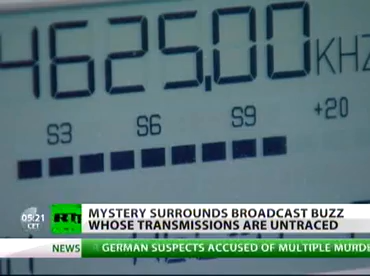 4625,00 KHZ
S3 S6 S9 +20
05:21
CET
RT
MYSTERY SURROUNDS BROADCAST BUZZ
WHOSE TRANSMISSIONS ARE UNTRACED
NEWS GERMAN SUSPECTS ACCUSED OF MULTIPLE MURD